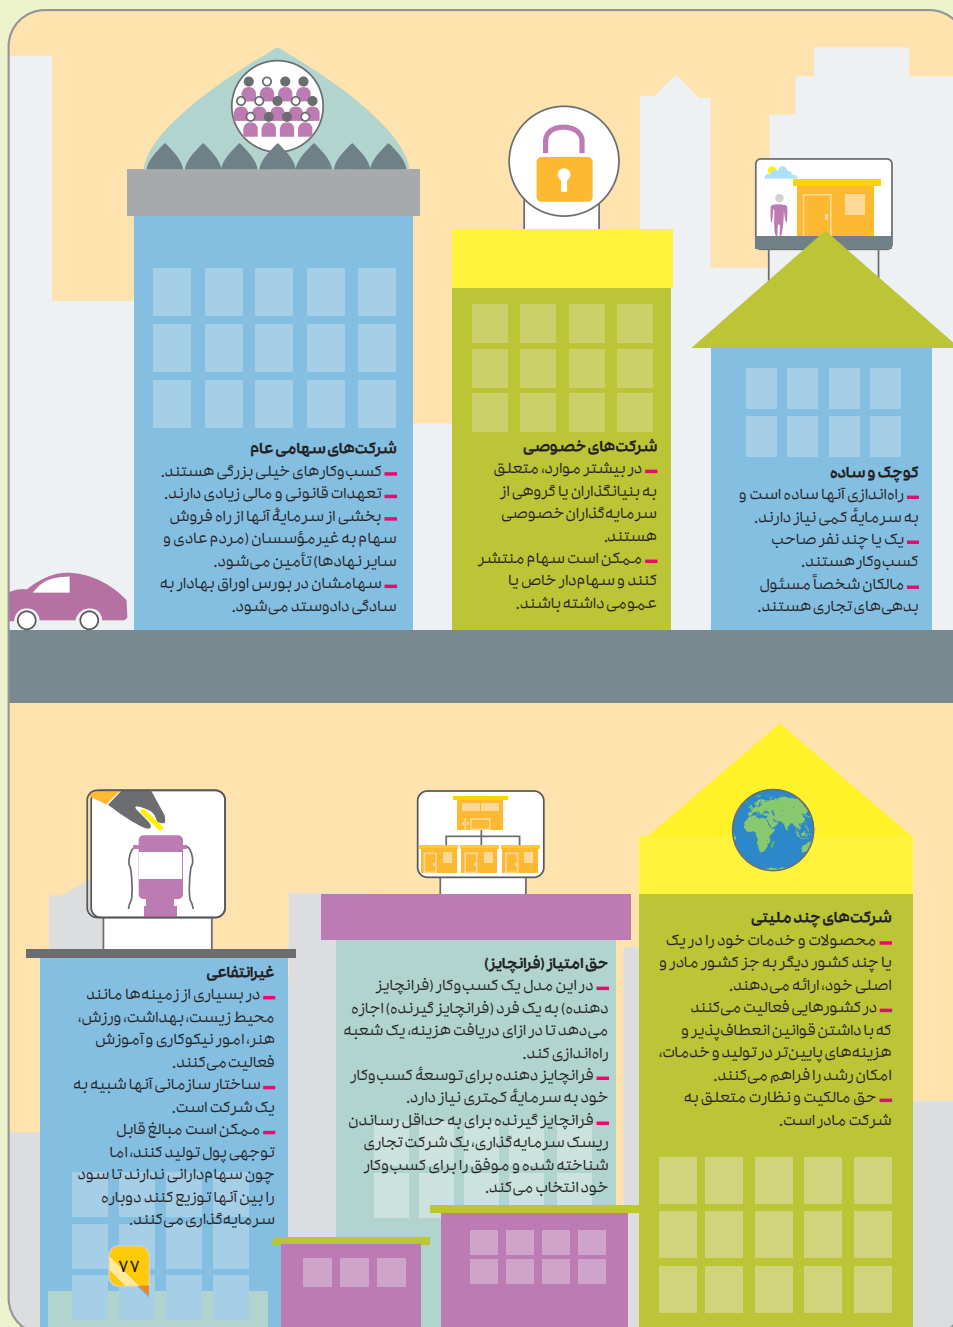 کوچک و ساده
– راه‌اندازی آنها ساده است و
به سرمایهٔ کمی نیاز دارند.
– یک یا چند نفر صاحب
کسب‌وکار هستند.
– مالکان شخصاً مسئول
بدهی‌های تجاری هستند.
شرکت‌های خصوصی
– در بیشتر موارد، متعلق
به بنیانگذاران یا گروهی از
سرمایه‌گذاران خصوصی
هستند.
– ممکن است سهام منتشر
کنند و سهام‌دار خاص یا
عمومی داشته باشند.
شرکت‌های سهامی عام
– کسب‌وکارهای خیلی بزرگی هستند.
– تعهدات قانونی و مالی زیادی دارند.
– بخشی از سرمایهٔ آنها از راه فروش
سهام به غیرمؤسسان (مردم عادی و
سایر نهادها) تأمین می‌شود.
– سهامشان در بورس اوراق بهادار به
سادگی دادوستد می‌شود.
شرکت‌های چند ملیتی
– محصولات و خدمات خود را در یک
یا چند کشور دیگر به جز کشور مادر و
اصلی خود، ارائه می‌دهند.
– در کشورهایی فعالیت می‌کنند
که با داشتن قوانین انعطاف‌پذیر و
هزینه‌های پایین‌تر در تولید و خدمات،
امکان رشد را فراهم می‌کنند.
– حق مالکیت و نظارت متعلق به
شرکت مادر است.
حق امتیاز (فرانچایز)
– در این مدل یک کسب‌وکار (فرانچایز
دهنده) به یک فرد (فرانچایز گیرنده) اجازه
می‌دهد تا در ازای دریافت هزینه، یک شعبه
راه‌اندازی کند.
– فرانچایز دهنده برای توسعهٔ کسب‌وکار
خود به سرمایهٔ کمتری نیاز دارد.
– فرانچایز گیرنده برای به حداقل رساندن
ریسک سرمایه‌گذاری، یک شرکت تجاری
شناخته شده و موفق را برای کسب‌وکار
خود انتخاب می‌کند.
غیرانتفاعی
– در بسیاری از زمینه‌ها مانند
محیط زیست، بهداشت، ورزش،
هنر، امور نیکوکاری و آموزش
فعالیت می‌کنند.
– ساختار سازمانی آنها شبیه به
یک شرکت است.
– ممکن است مبالغ قابل
توجهی پول تولید کنند، اما
چون سهام‌دارانی ندارند تا سود
را بین آنها توزیع کنند دوباره
سرمایه‌گذاری می‌کنند.
۷۷